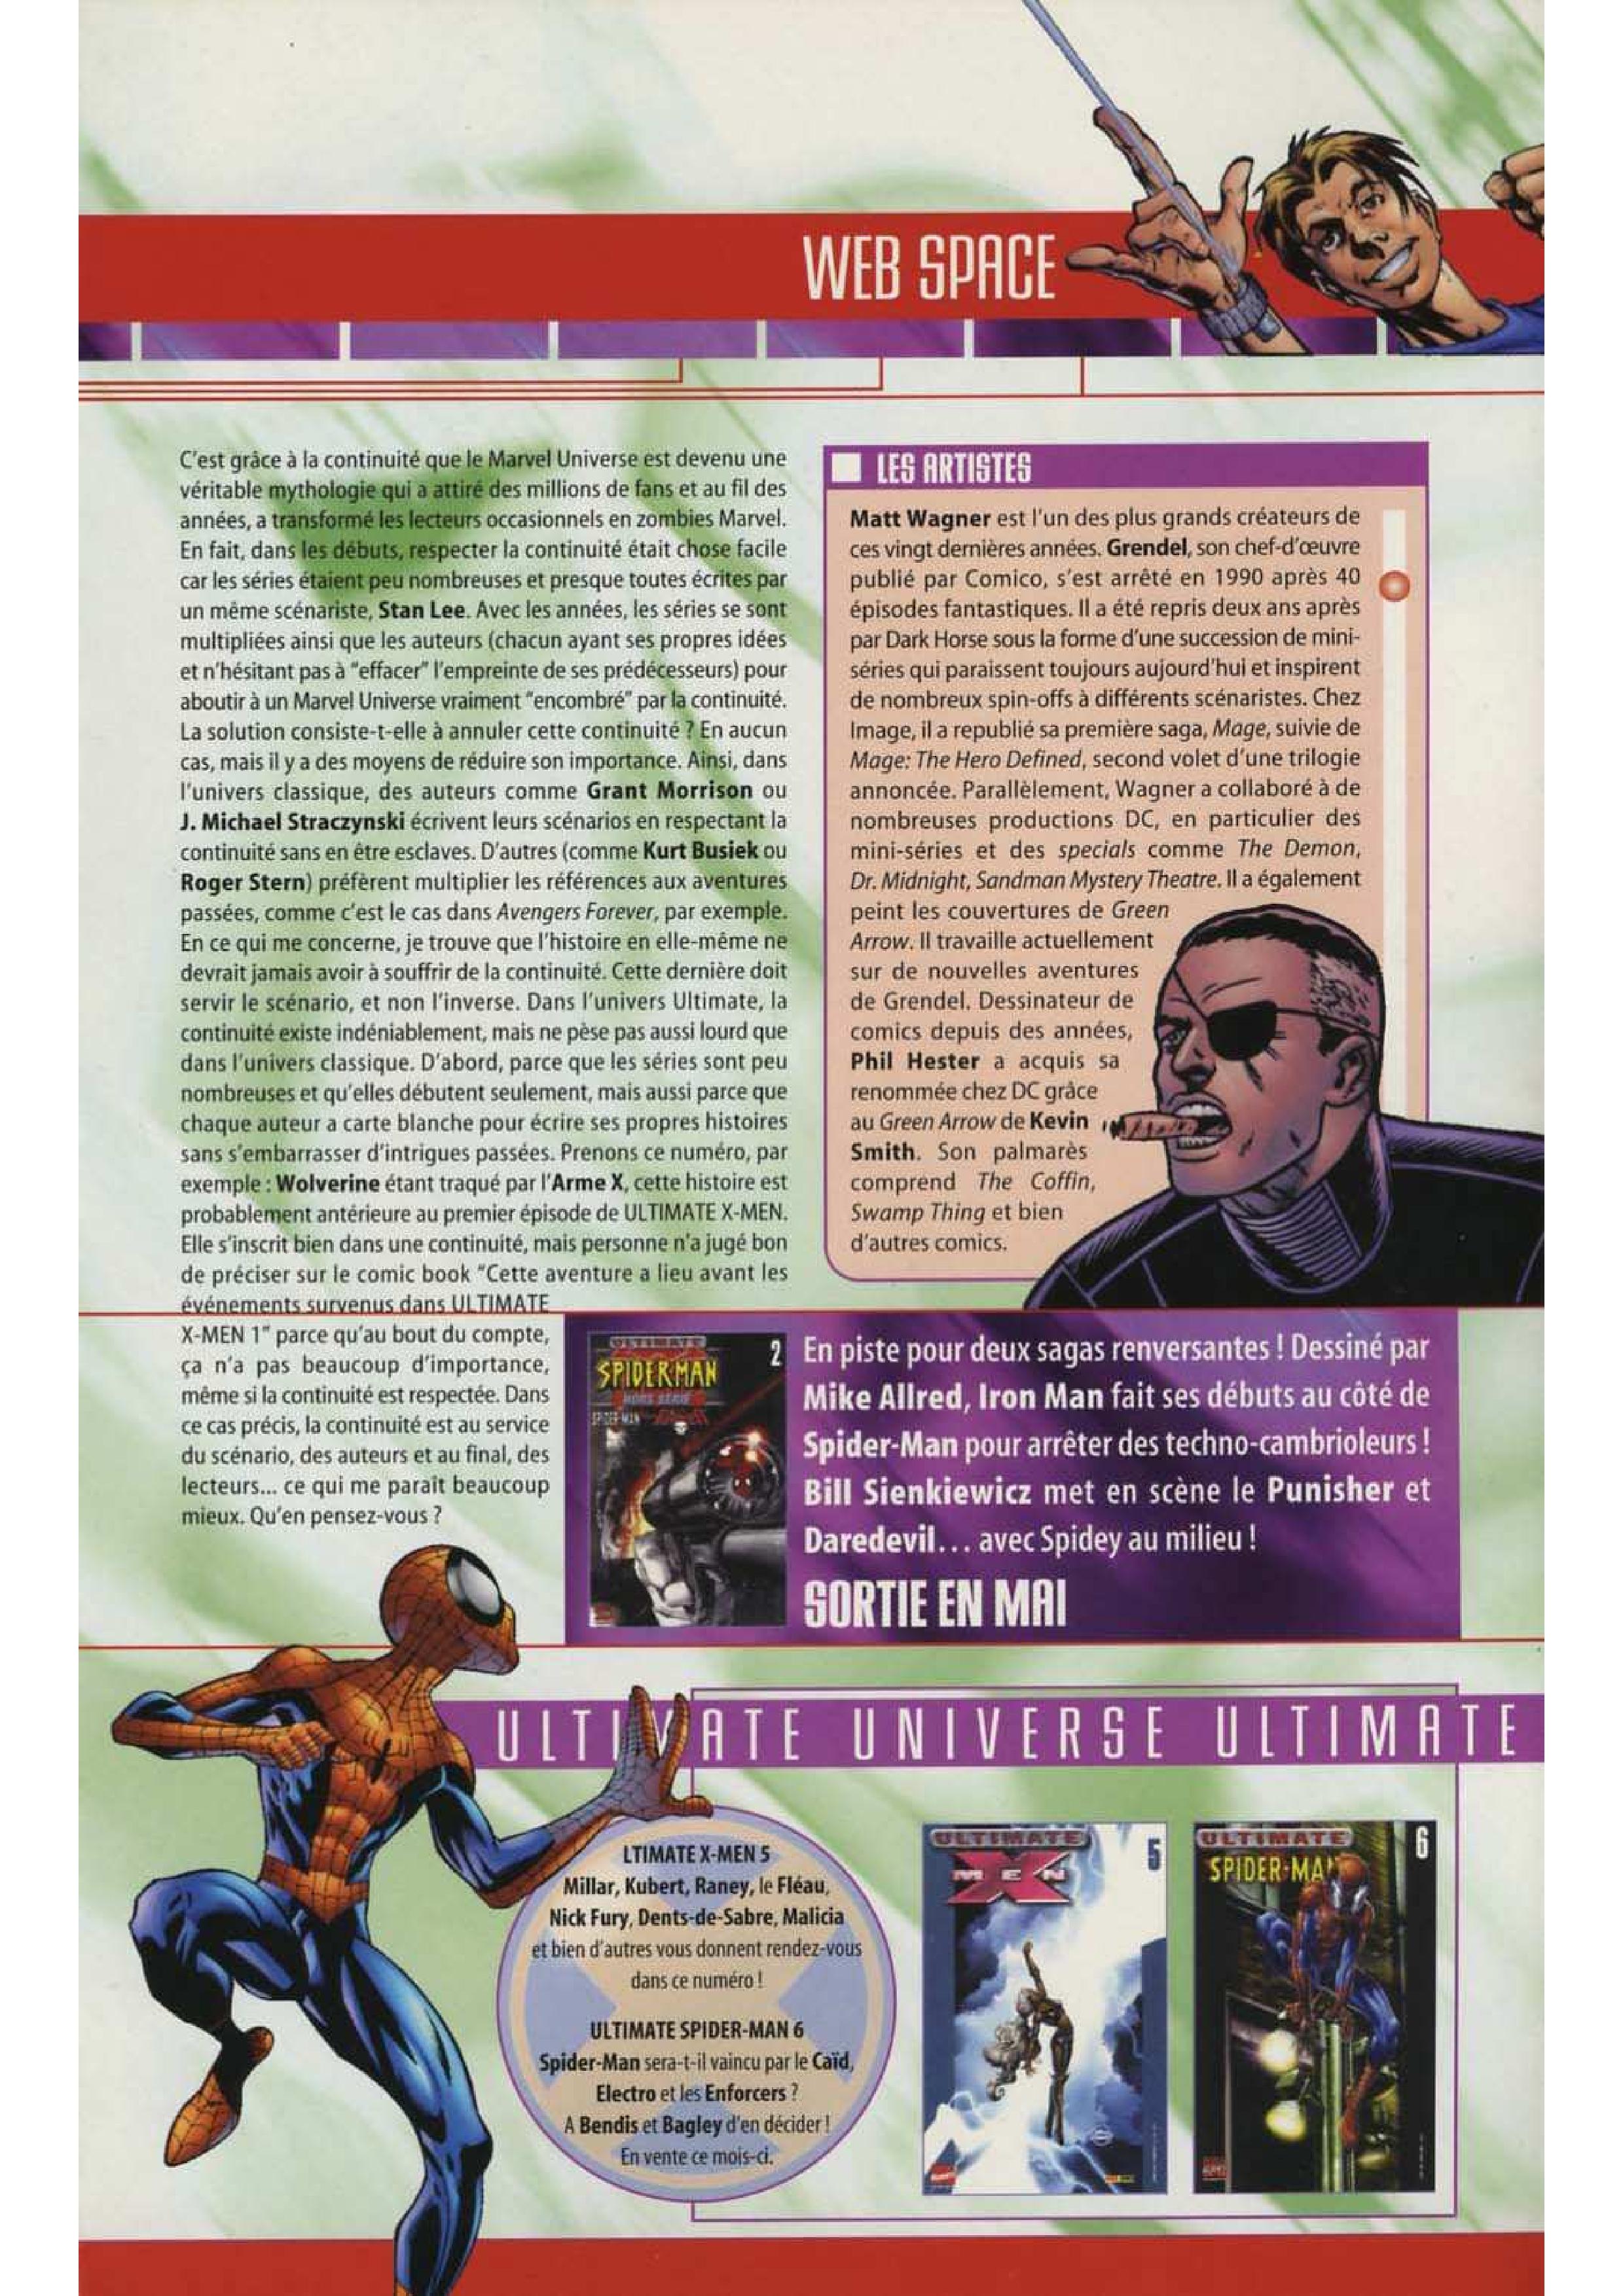 WEB SPACE
C'est grâce à la continuité que le Marvel Universe est devenu une
véritable mythologie qui a attiré des millions de fans et au fil des
années, a transformé les lecteurs occasionnels en zombies Marvel.
En fait, dans les débuts, respecter la continuité était chose facile
car les séries étaient peu nombreuses et presque toutes écrites par
un même scénariste, Stan Lee. Avec les années, les séries se sont
multipliées ainsi que les auteurs (chacun ayant ses propres idées
et n'hésitant pas à "effacer" l'empreinte de ses prédécesseurs) pour
aboutir à un Marvel Universe vraiment "encombré" par la continuité.
La solution consiste-t-elle à annuler cette continuité ? En aucun
cas, mais il y a des moyens de réduire son importance. Ainsi, dans
l'univers classique, des auteurs comme Grant Morrison ou
J. Michael Straczynski écrivent leurs scénarios en respectant la
continuité sans en être esclaves. D'autres (comme Kurt Busiek ou
Roger Stern) préfèrent multiplier les références aux aventures
passées, comme c'est le cas dans Avengers Forever, par exemple.
En ce qui me concerne, je trouve que l'histoire en elle-même ne
devrait jamais avoir à souffrir de la continuité. Cette dernière doit
servir le scénario, et non l'inverse. Dans l'univers Ultimate, la
continuité existe indéniablement, mais ne pèse pas aussi lourd que
dans l'univers classique. D'abord, parce que les séries sont peu
nombreuses et qu'elles débutent seulement, mais aussi parce que
chaque auteur a carte blanche pour écrire ses propres histoires
sans s'embarrasser d'intrigues passées. Prenons ce numéro, par
exemple : Wolverine étant traqué par l'Arme X, cette histoire est
probablement antérieure au premier épisode de ULTIMATE X-MEN.
Elle s'inscrit bien dans une continuité, mais personne n'a jugé bon
de préciser sur le comic book "Cette aventure a lieu avant les
événements survenus dans ULTIMATE
X-MEN 1" parce qu'au bout du compte,
ça n'a pas beaucoup d'importance,
même si la continuité est respectée. Dans
ce cas précis, la continuité est au service
du scénario, des auteurs et au final, des
lecteurs... ce qui me paraît beaucoup
mieux. Qu'en pensez-vous ?
LES ARTISTES
Matt Wagner est l'un des plus grands créateurs de
ces vingt dernières années. Grendel, son chef-d'œuvre
publié par Comico, s'est arrêté en 1990 après 40
épisodes fantastiques. Il a été repris deux ans après
par Dark Horse sous la forme d'une succession de mini-
séries qui paraissent toujours aujourd'hui et inspirent
de nombreux spin-offs à différents scénaristes. Chez
Image, il a republié sa première saga, Mage, suivie de
Mage: The Hero Defined, second volet d'une trilogie
annoncée. Parallèlement, Wagner a collaboré à de
nombreuses productions DC, en particulier des
mini-séries et des specials comme The Demon,
Dr. Midnight, Sandman Mystery Theatre. Il a également
peint les couvertures de Green
Arrow. Il travaille actuellement
sur de nouvelles aventures
de Grendel. Dessinateur de
comics depuis des années,
Phil Hester a acquis sa
renommée chez DC grâce
au Green Arrow de Kevin
Smith. Son palmarès
comprend The Coffin,
Swamp Thing et bien
d'autres comics.
ULTIMATE
2
SPIDER-MAN
HORS SERIE
SPIDER-MAN
En piste pour deux sagas renversantes ! Dessiné par
Mike Allred, Iron Man fait ses débuts au côté de
Spider-Man pour arrêter des techno-cambrioleurs !
Bill Sienkiewicz met en scène le Punisher et
Daredevil... avec Spidey au milieu !
SORTIE EN MAI
ULTIMATE UNIVERSE ULTIMATE
LTIMATE X-MEN 5
Millar, Kubert, Raney, le Fléau,
Nick Fury, Dents-de-Sabre, Malicia
et bien d'autres vous donnent rendez-vous
dans ce numéro !
ULTIMATE SPIDER-MAN 6
Spider-Man sera-t-il vaincu par le Caïd,
Electro et les Enforcers ?
A Bendis et Bagley d'en décider !
En vente ce mois-ci.
ULTIMATE
5
X
MEN
ULTIMATE
6
SPIDER-MAN